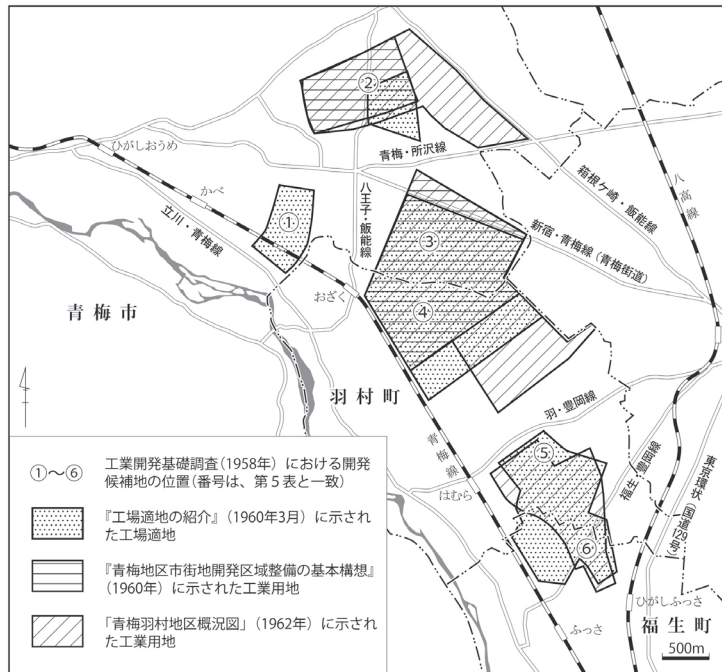 ②
ひがしおうめ
青梅・所沢線
箱根ケ崎・飯能線
八高線
かべ
立川・青梅線
①
八王子・飯能線
③
新宿・青梅線(青梅街道)
④
おざく
青梅市
羽村町
羽・豊岡線
青梅線
⑤
福生・豊岡線
はむら
東京環状(国道129号)
⑥
ひがしふっさ
ふっさ
福生町
500m
①~⑥ 工業開発基礎調査(1958年)における開発
候補地の位置(番号は、第5表と一致)
『工場適地の紹介』(1960年3月)に示され
た工場適地
『青梅地区市街地開発区域整備の基本構想』
(1960年)に示された工業用地
「青梅羽村地区概況図」(1962年)に示さ
れた工業用地